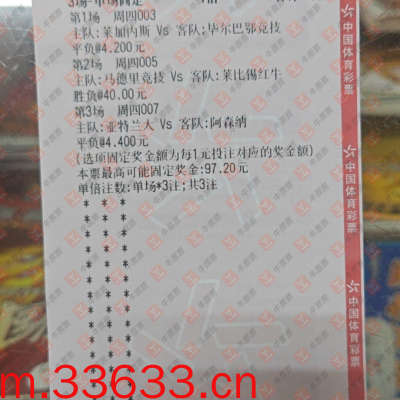 第1场 周四003
主队:莱加内斯 Vs 客队:毕尔巴鄂竞技
平负@4.200元
第2场 周四005
主队:马德里竞技 Vs 客队:莱比锡红牛
胜负@40.00元
第3场 周四007
主队:亚特兰大 Vs 客队:阿森纳
平负@4.400元
(选项固定奖金额为每1元投注对应的奖金额)
本票最高可能固定奖金:97.20元
单倍注数:单场*3注;共3注
* * *
* * *
* * *
* * *
* * *
* * *
* * *
* * *
* * *
* * *
* * *
* * *
* * *
中国体育彩票
中国体育彩票
中国体育彩票
m.33633.cn